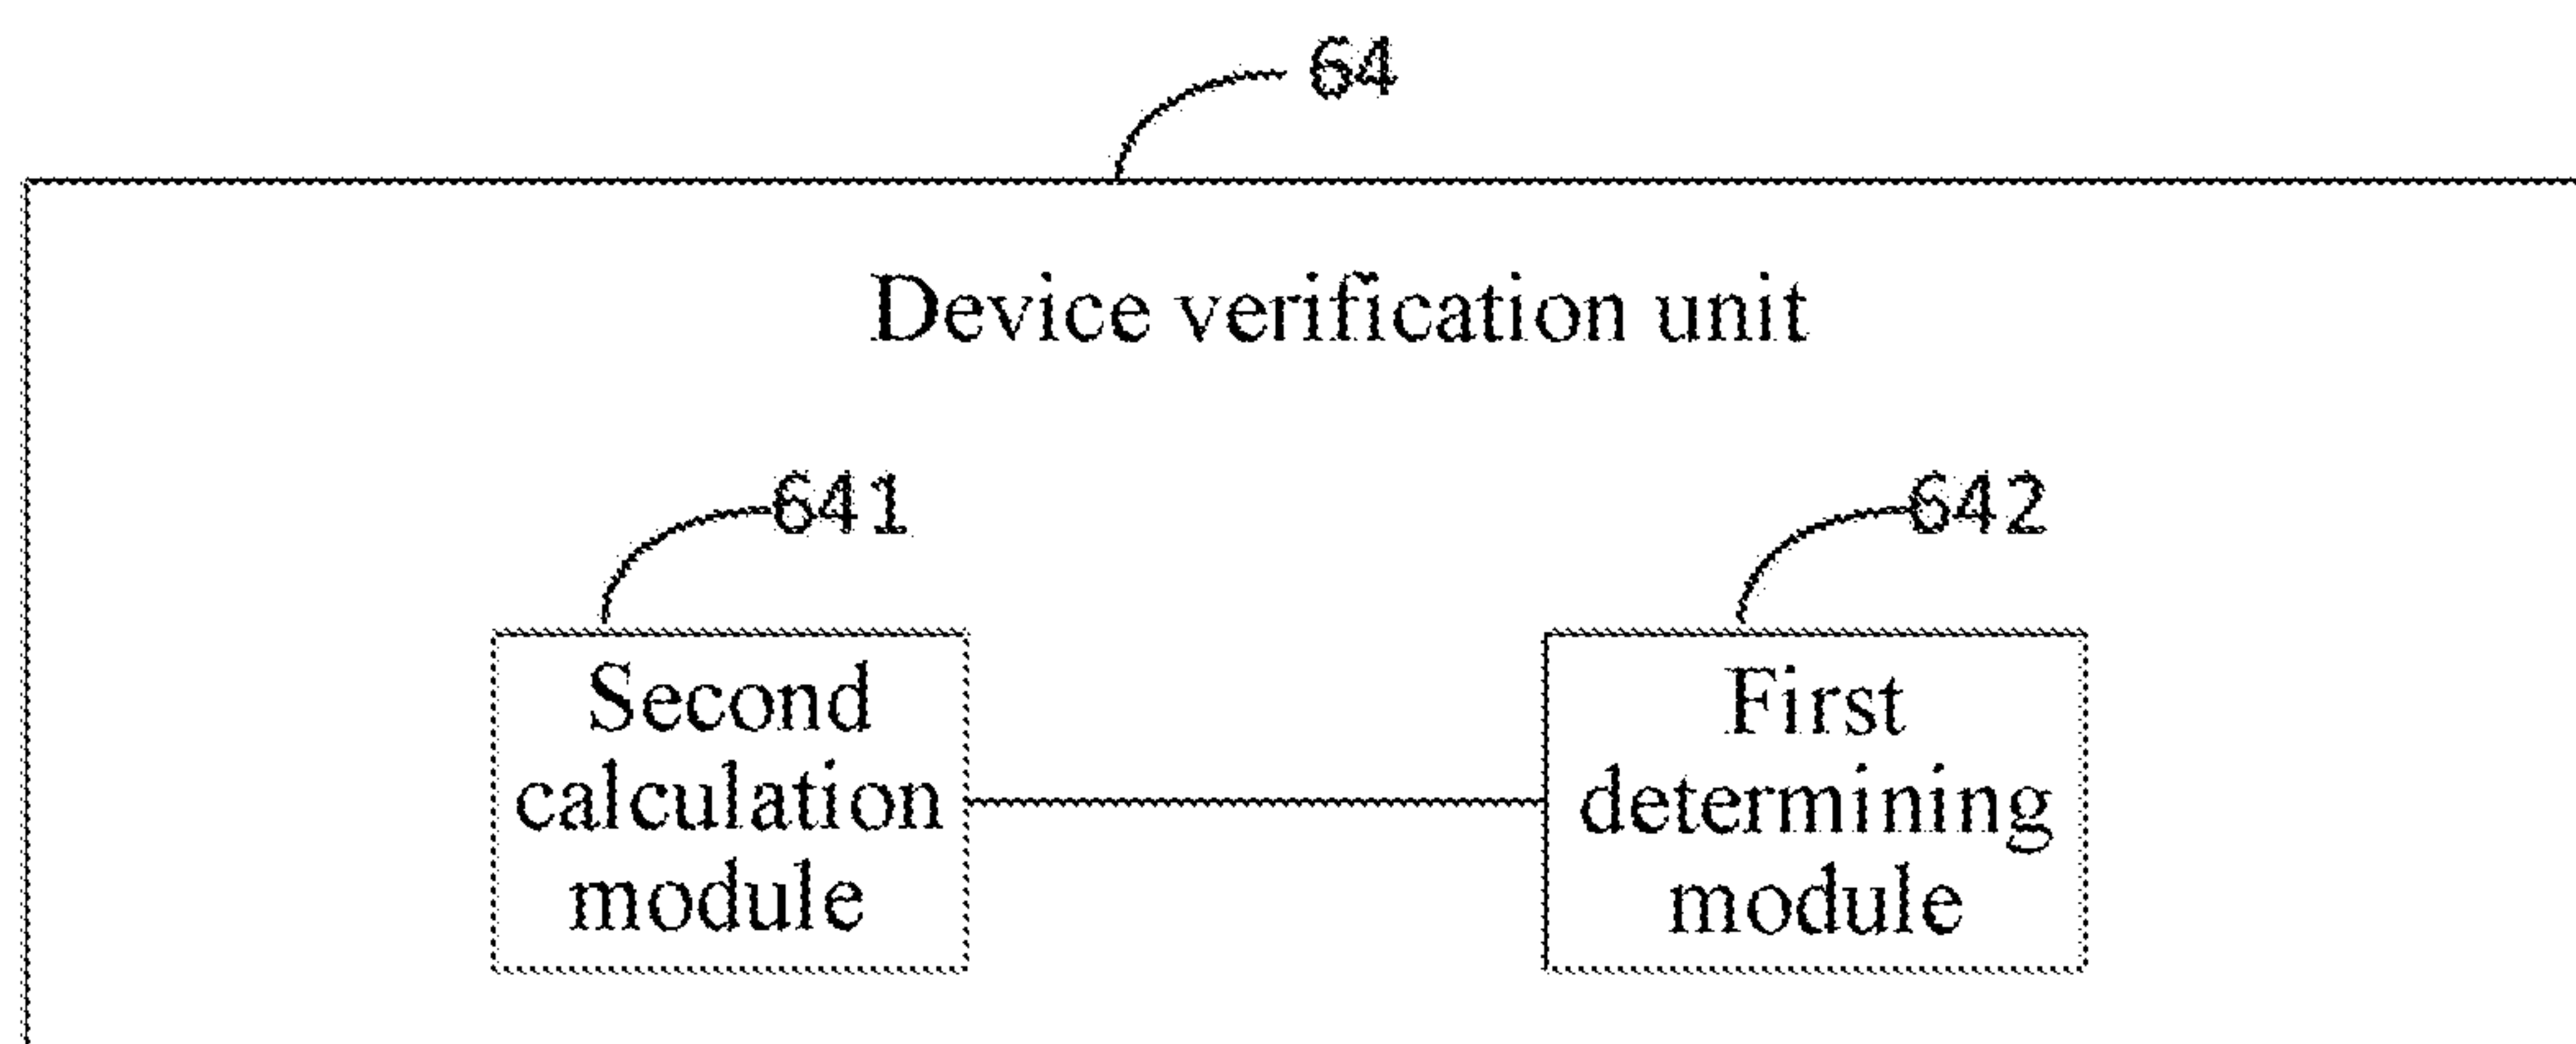 64
Device verification unit
641
642
Second
calculation
module
First
determining
module